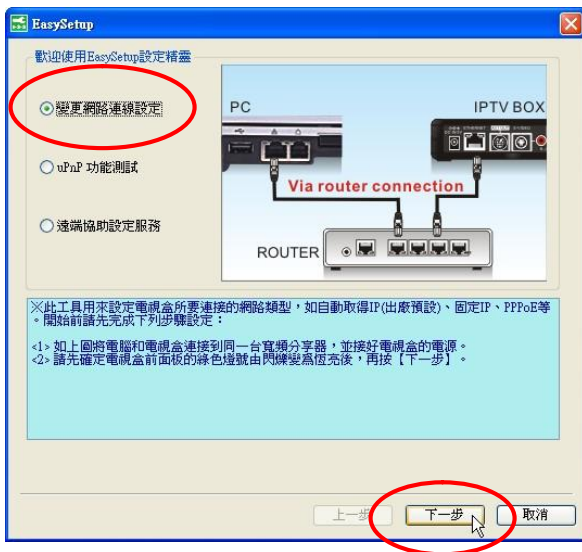 EasySetup
歡迎使用EasySetup設定精靈
變更網路連線設定
uPnP 功能測試
遠端協助設定服務
PC
IPTV BOX
Via router connection
ROUTER
※此工具用來設定電視盒所要連接的網路類型，如自動取得IP(出廠預設)、固定IP、PPPoE等
。開始前請先完成下列步驟設定：
<1> 如上圖將電腦和電視盒連接到同一台寬頻分享器，並接好電視盒的電源。
<2> 請先確定電視盒前面板的綠色燈號由閃爍變為恆亮後，再按【下一步】。
上一步
下一步
取消